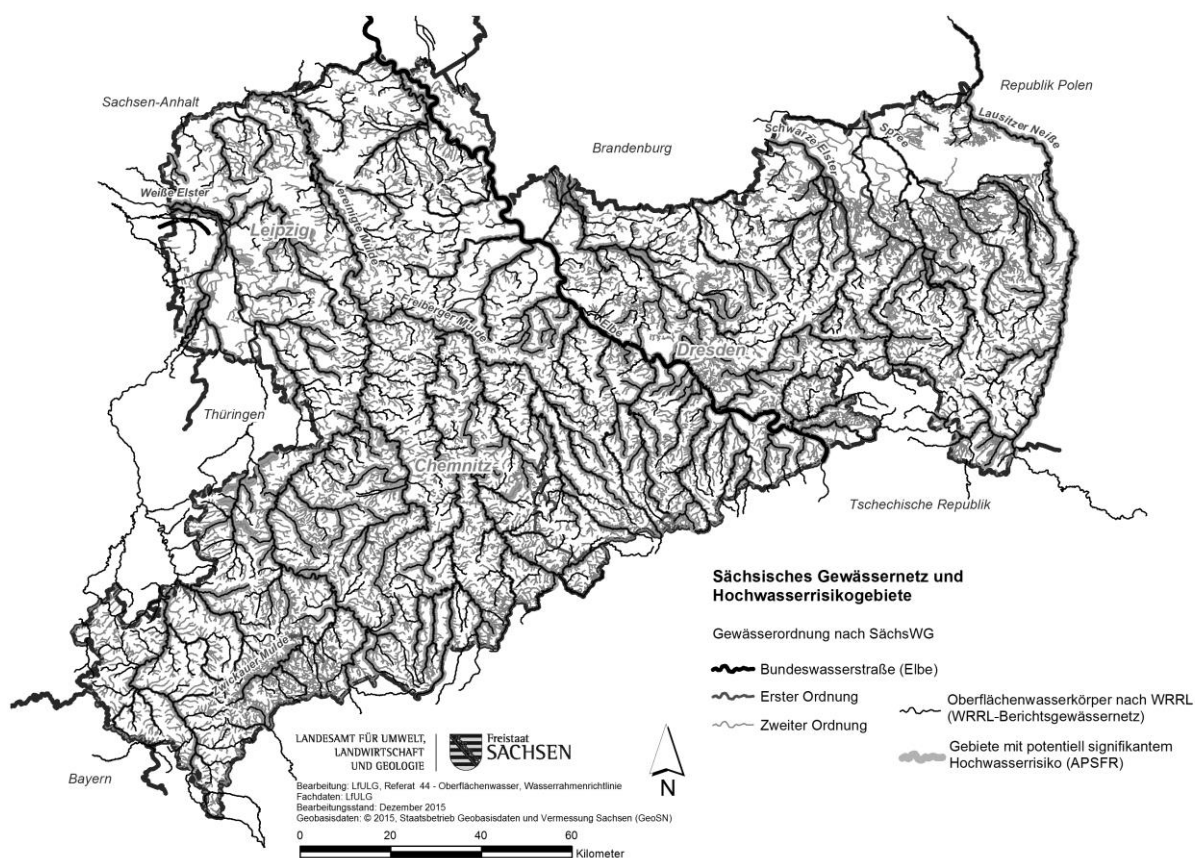 Sachsen-Anhalt
Republik Polen
Brandenburg
Schwarze Elster
Spree
Lausitzer Neiße
Weiße Elster
Leipzig
Vereinigte Mulde
Freiberger Mulde
Elbe
Dresden
Thüringen
Chemnitz
Tschechische Republik
Zwickauer Mulde
Bayern
Sächsisches Gewässernetz und
Hochwasserrisikogebiete
Gewässerordnung nach SächsWG
Bundeswasserstraße (Elbe)
Erster Ordnung
Zweiter Ordnung
Oberflächenwasserkörper nach WRRL
(WRRL-Berichtsgewässernetz)
Gebiete mit potentiell signifikantem
Hochwasserrisiko (APSFR)
LANDESAMT FÜR UMWELT,
LANDWIRTSCHAFT
UND GEOLOGIE
Freistaat
SACHSEN
N
Bearbeitung: LfULG, Referat 44 - Oberflächenwasser, Wasserrahmenrichtlinie
Fachdaten: LfULG
Bearbeitungsstand: Dezember 2015
Geobasisdaten: © 2015, Staatsbetrieb Geobasisdaten und Vermessung Sachsen (GeoSN)
0 20 40 60
Kilometer